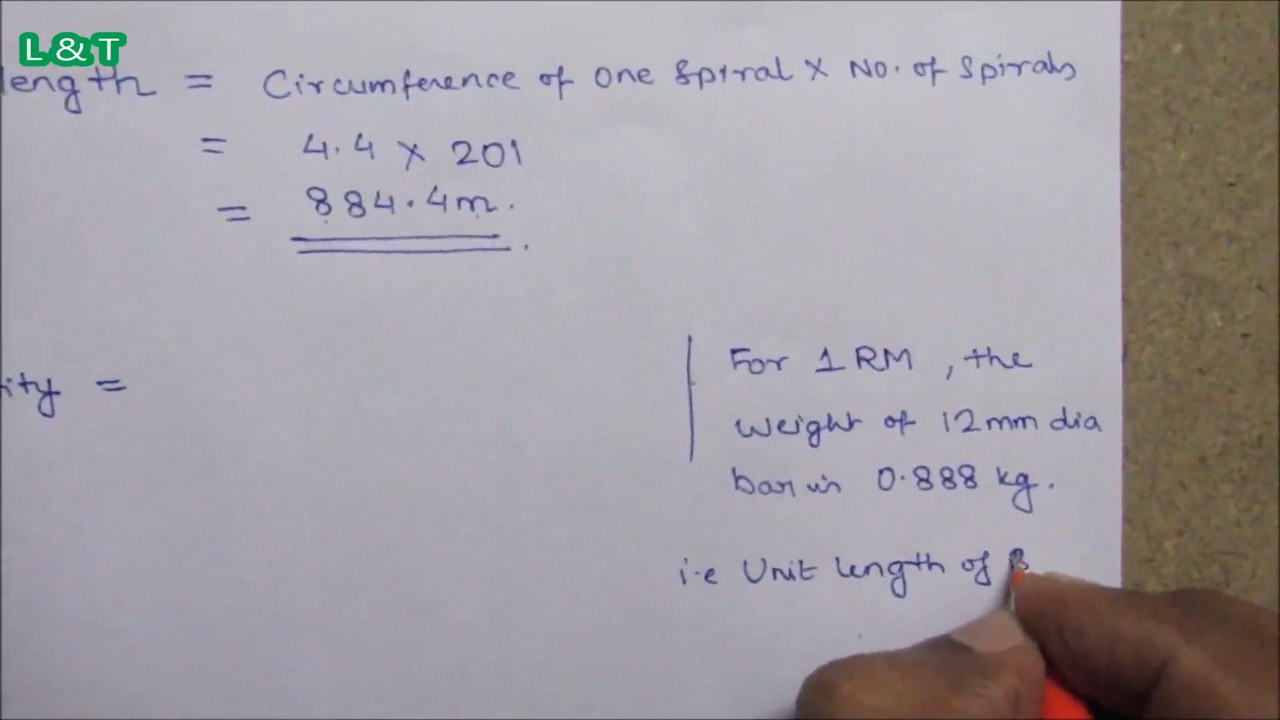 L&T
length = Circumference of one spiral x No. of spirals
= 4.4 x 201
= 884.4m.
ity =
For 1 RM, the
weight of 12mm dia
bar is 0.888 kg.
i.e Unit length of B